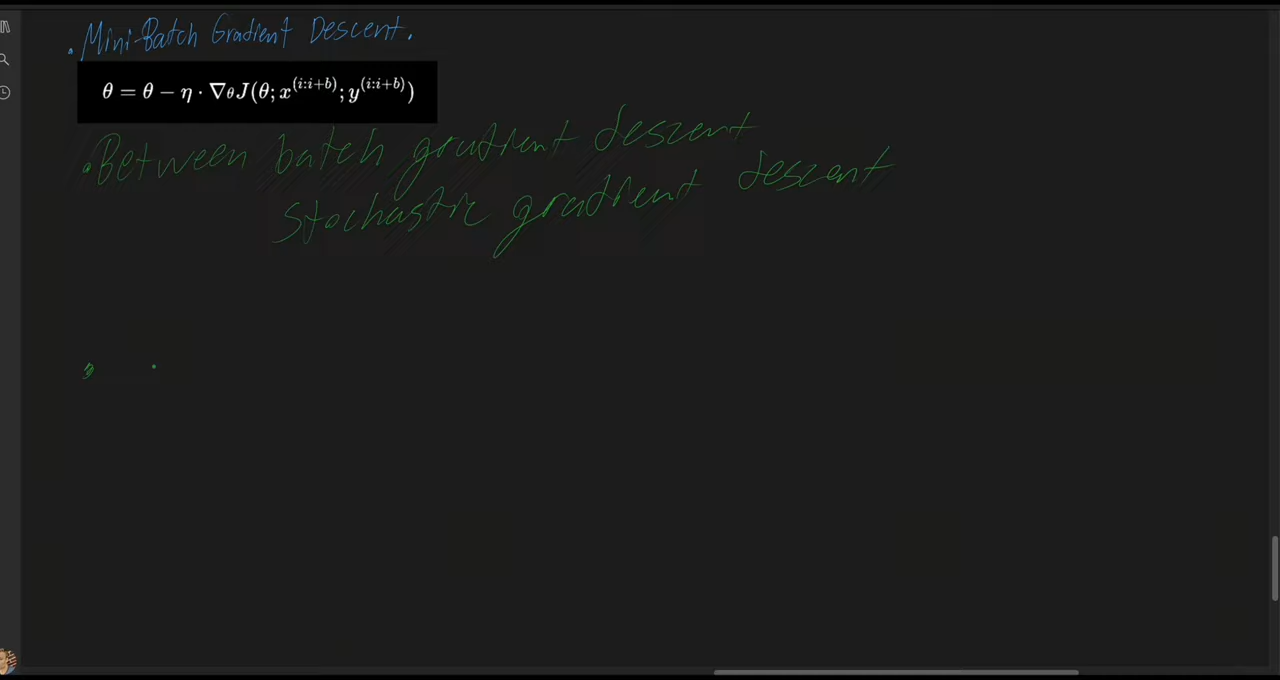 . Mini-Batch Gradient Descent.
θ = θ − η · ∇θJ(θ; x^(i:i+b); y^(i:i+b))
. Between batch gradient descent
stochastic gradient descent